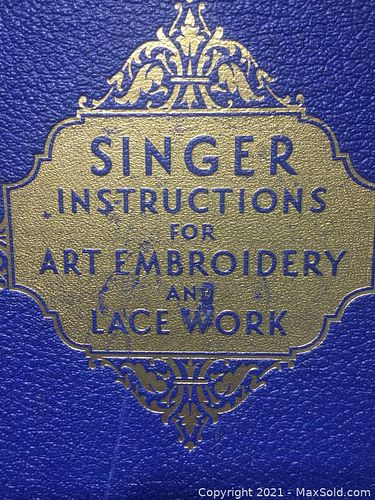 SINGER
INSTRUCTIONS
FOR
ART EMBROIDERY
AND
LACE WORK
Copyright 2021 - MaxSold.com